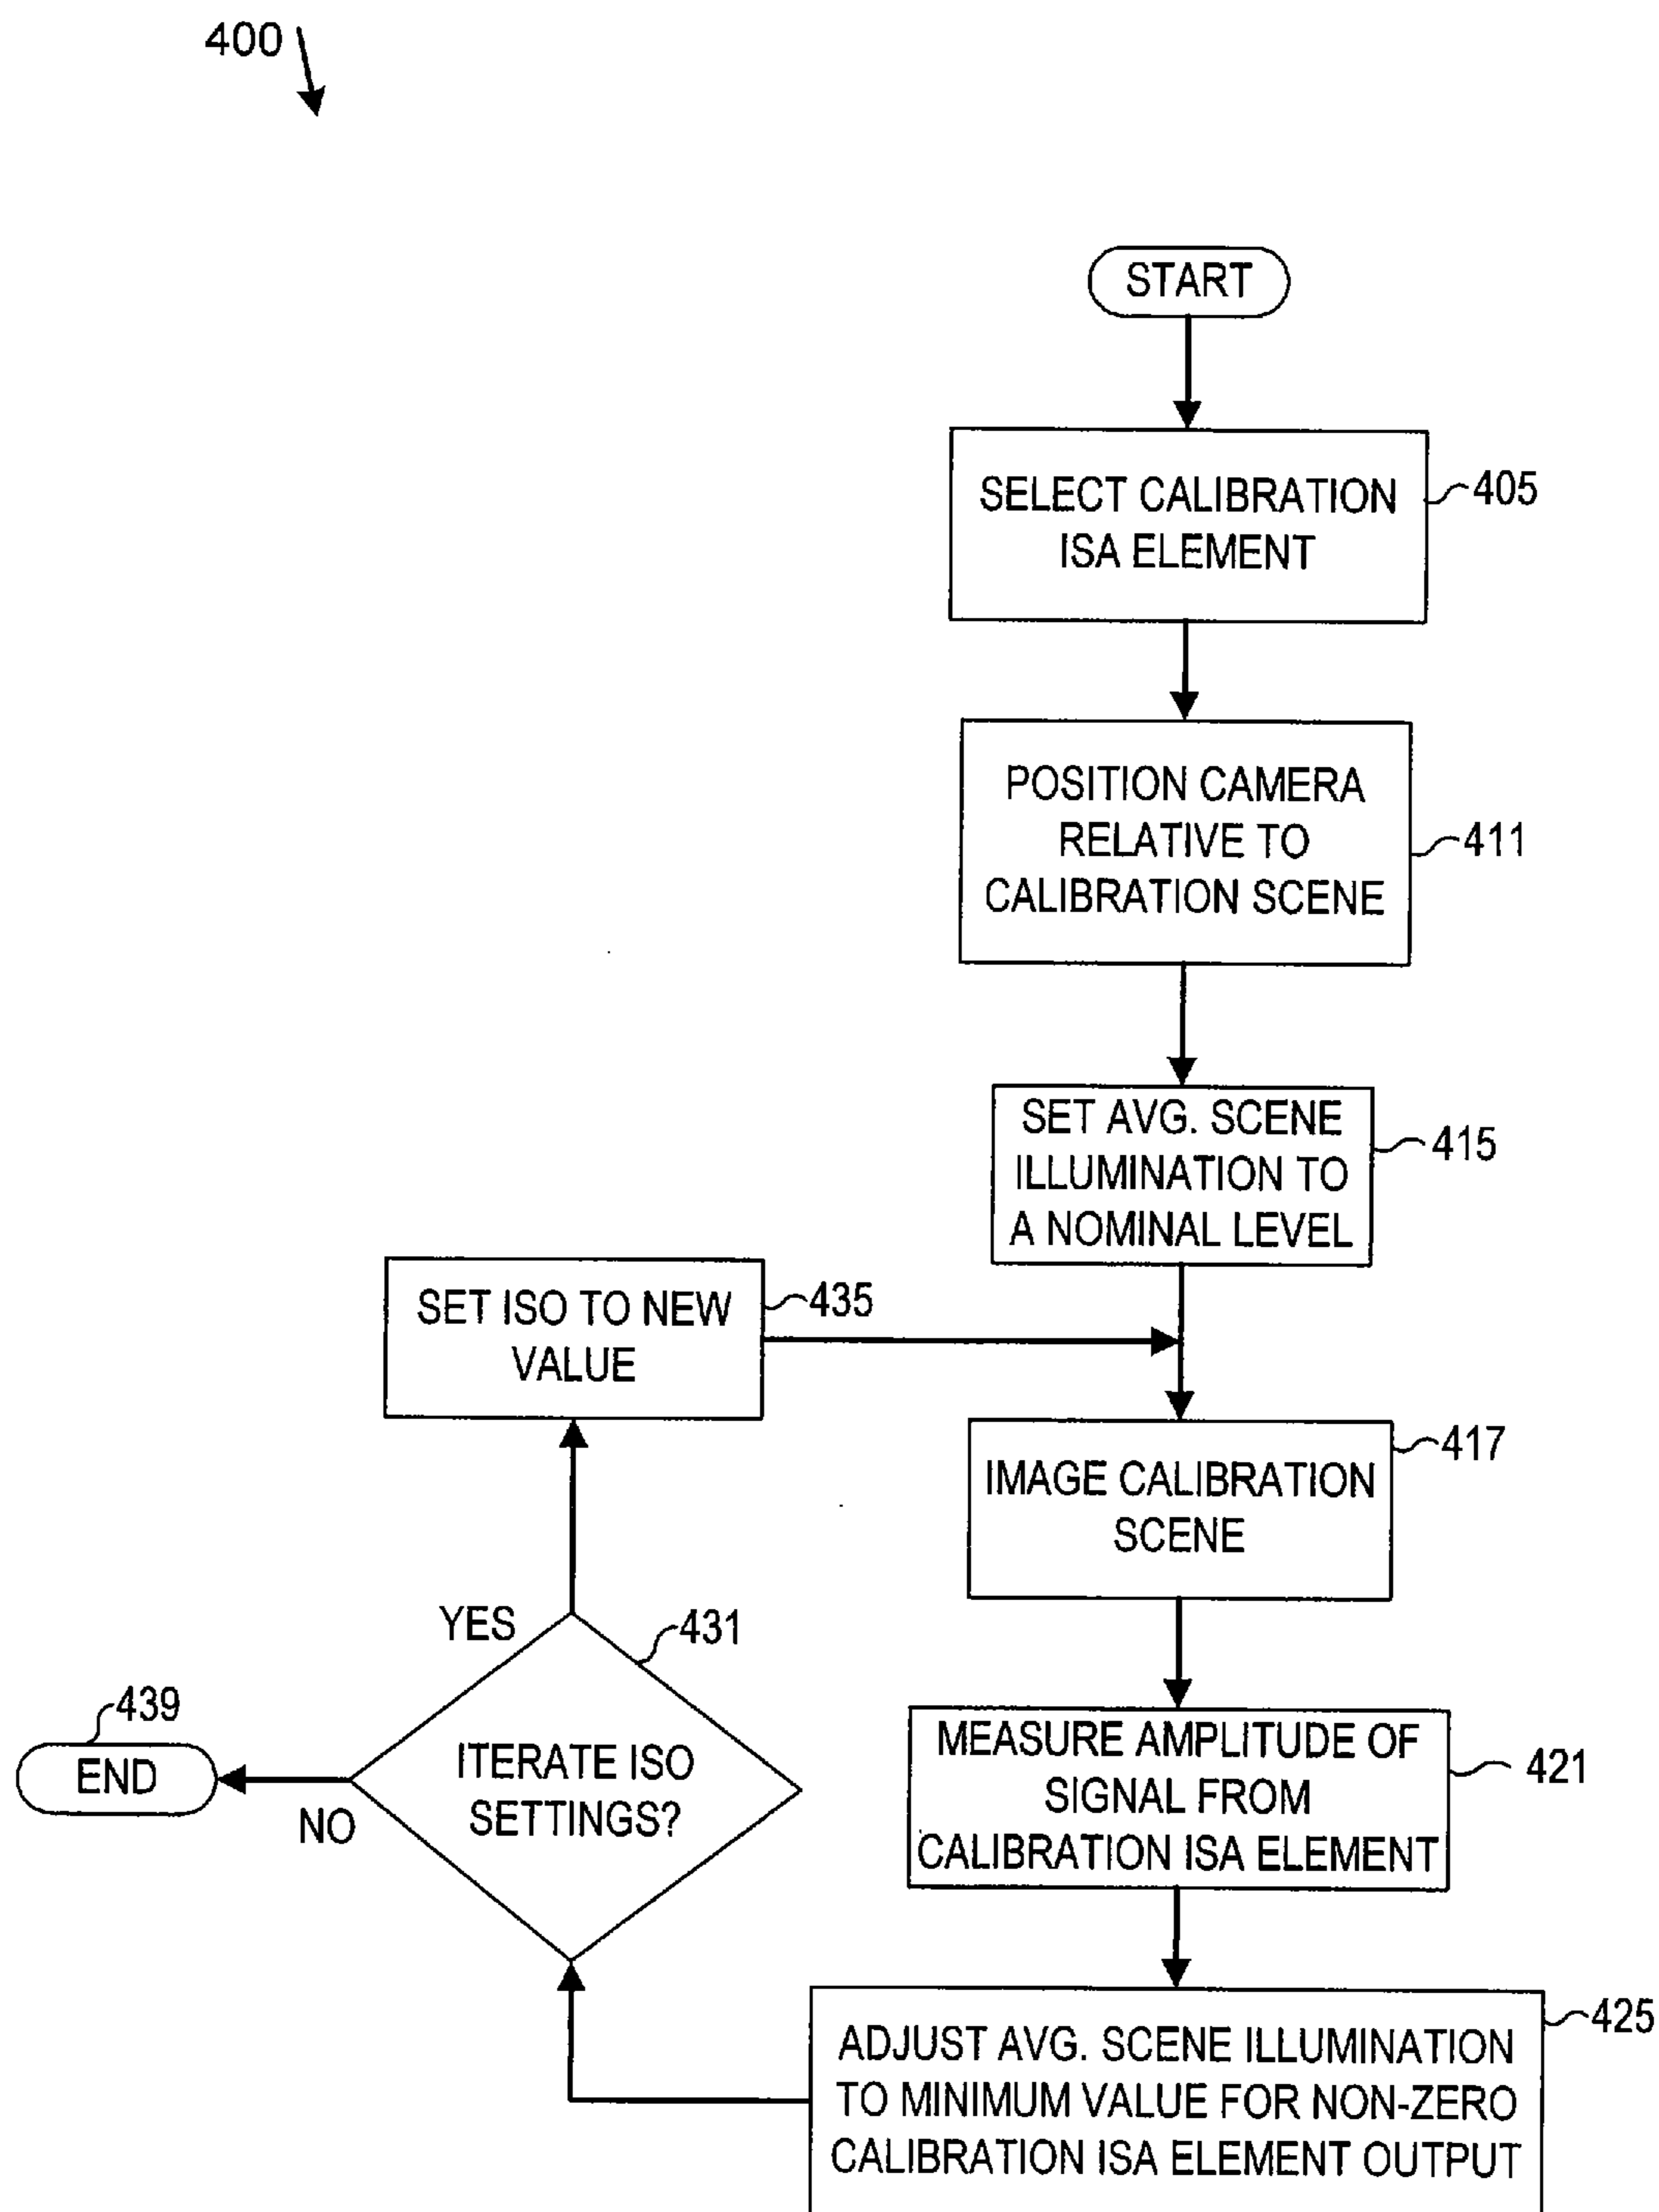 400
START
SELECT CALIBRATION
ISA ELEMENT
405
POSITION CAMERA
RELATIVE TO
CALIBRATION SCENE
411
SET AVG. SCENE
ILLUMINATION TO
A NOMINAL LEVEL
415
SET ISO TO NEW
VALUE
435
IMAGE CALIBRATION
SCENE
417
YES
431
ITERATE ISO
SETTINGS?
439
END
NO
MEASURE AMPLITUDE OF
SIGNAL FROM
CALIBRATION ISA ELEMENT
421
ADJUST AVG. SCENE ILLUMINATION
TO MINIMUM VALUE FOR NON-ZERO
CALIBRATION ISA ELEMENT OUTPUT
425